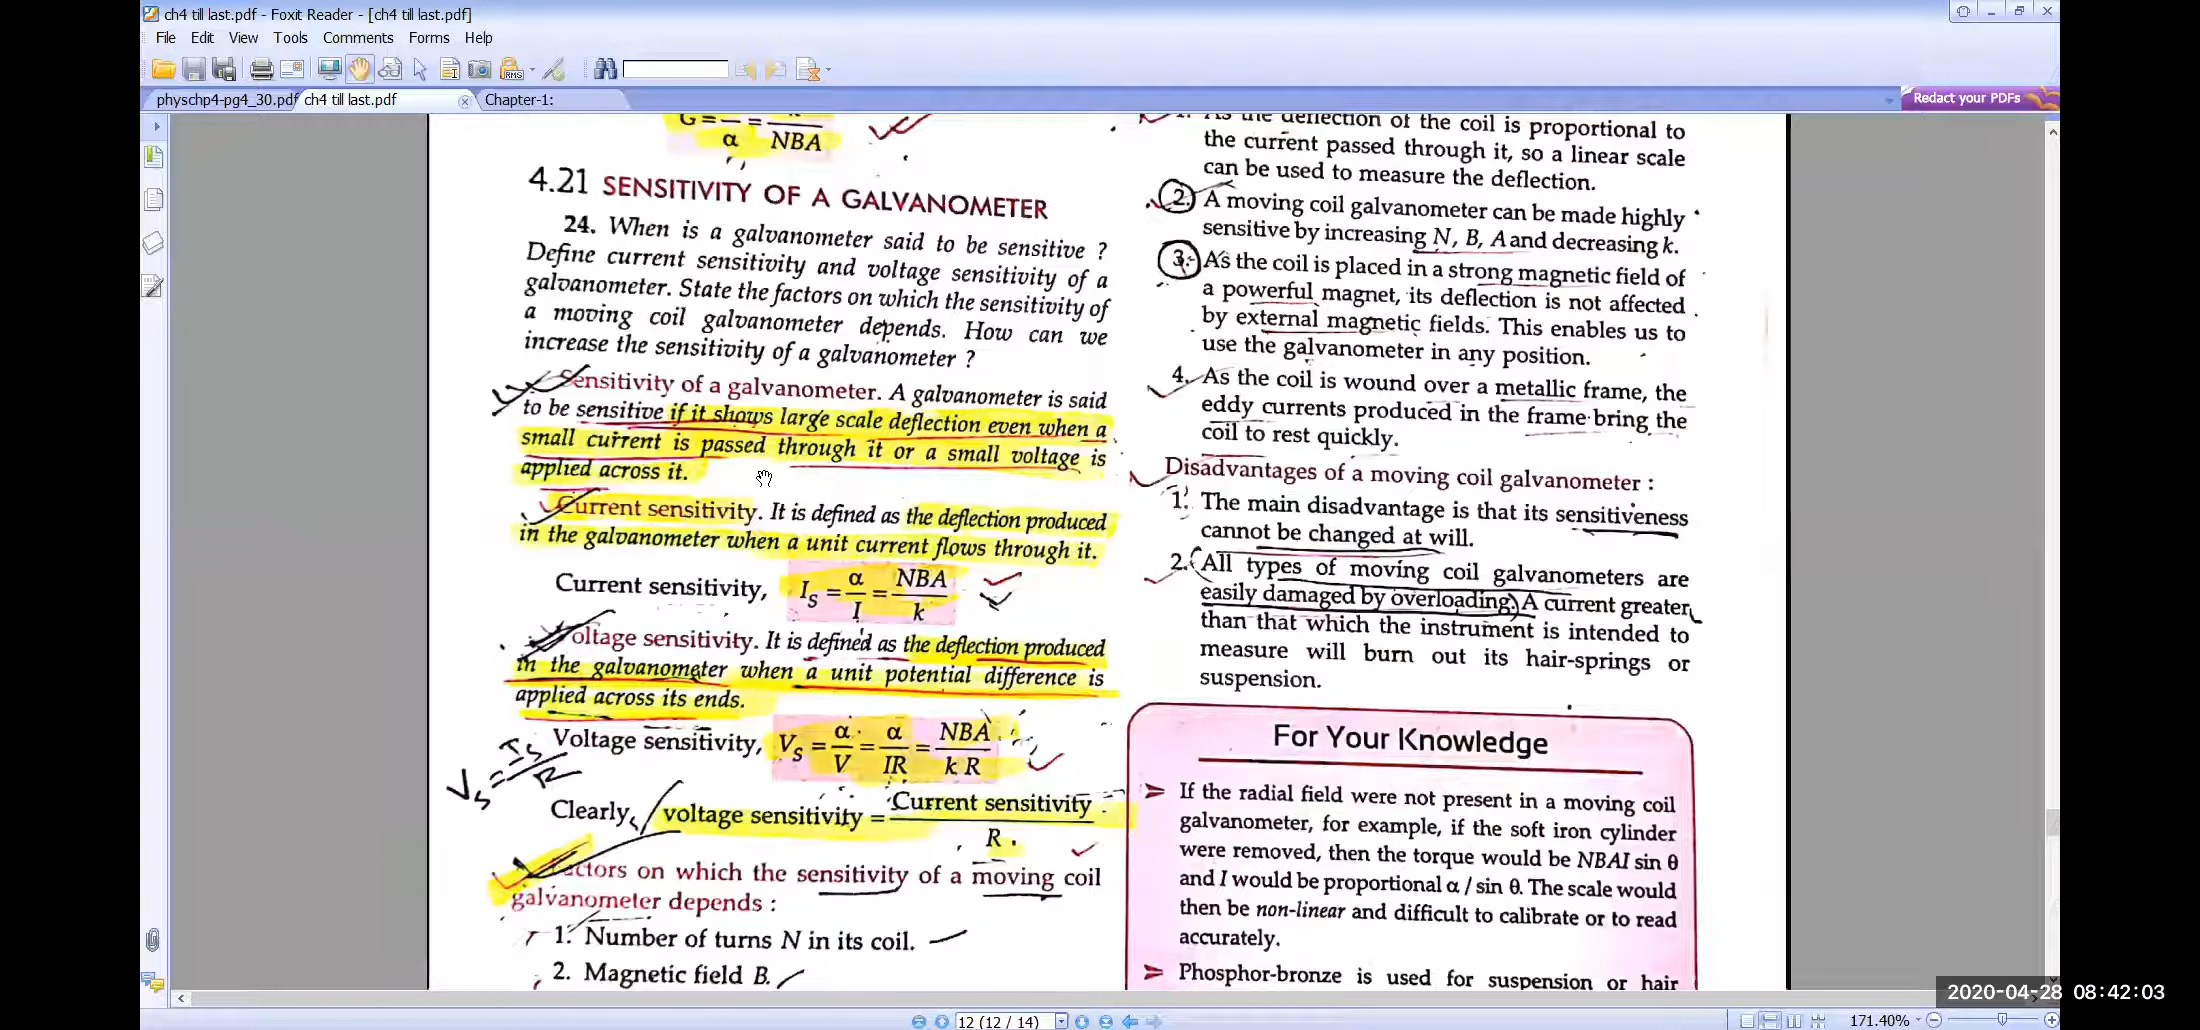 ch4 till last.pdf - Foxit Reader - [ch4 till last.pdf]
File Edit View Tools Comments Forms Help
physchp4-pg4_30.pdf ch4 till last.pdf Chapter-1:
Redact your PDFs
G = — = 
α NBA
4.21 SENSITIVITY OF A GALVANOMETER
24. When is a galvanometer said to be sensitive ?
Define current sensitivity and voltage sensitivity of a
galvanometer. State the factors on which the sensitivity of
a moving coil galvanometer depends. How can we
increase the sensitivity of a galvanometer ?
Sensitivity of a galvanometer. A galvanometer is said
to be sensitive if it shows large scale deflection even when a
small current is passed through it or a small voltage is
applied across it.
Current sensitivity. It is defined as the deflection produced
in the galvanometer when a unit current flows through it.
Current sensitivity, I_S = α/I = NBA/k
Voltage sensitivity. It is defined as the deflection produced
in the galvanometer when a unit potential difference is
applied across its ends.
Voltage sensitivity, V_S = α/V = α/IR = NBA/k R
V_S = I_S/R
Clearly, voltage sensitivity = Current sensitivity/R .
Factors on which the sensitivity of a moving coil
galvanometer depends :
1. Number of turns N in its coil.
2. Magnetic field B.
1. As the deflection of the coil is proportional to
the current passed through it, so a linear scale
can be used to measure the deflection.
2. A moving coil galvanometer can be made highly
sensitive by increasing N, B, A and decreasing k.
3. As the coil is placed in a strong magnetic field of
a powerful magnet, its deflection is not affected
by external magnetic fields. This enables us to
use the galvanometer in any position.
4. As the coil is wound over a metallic frame, the
eddy currents produced in the frame bring the
coil to rest quickly.
Disadvantages of a moving coil galvanometer :
1. The main disadvantage is that its sensitiveness
cannot be changed at will.
2. All types of moving coil galvanometers are
easily damaged by overloading. A current greater
than that which the instrument is intended to
measure will burn out its hair-springs or
suspension.
For Your Knowledge
➢ If the radial field were not present in a moving coil
galvanometer, for example, if the soft iron cylinder
were removed, then the torque would be NBAI sin θ
and I would be proportional α / sin θ. The scale would
then be non-linear and difficult to calibrate or to read
accurately.
➢ Phosphor-bronze is used for suspension or hair
2020-04-28 08:42:03
12 (12 / 14)
171.40%